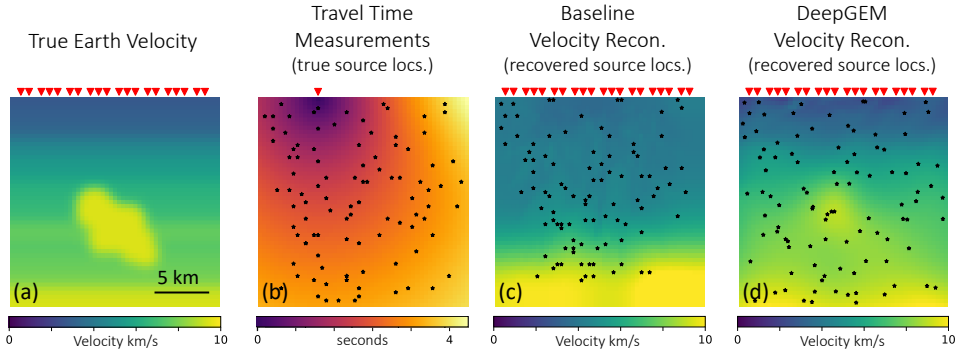 True Earth Velocity
Travel Time
Measurements
(true source locs.)
Baseline
Velocity Recon.
(recovered source locs.)
DeepGEM
Velocity Recon.
(recovered source locs.)
(a)
5 km
(b)
(c)
(d)
0 Velocity km/s 10
0 seconds 4
0 Velocity km/s 10
0 Velocity km/s 10